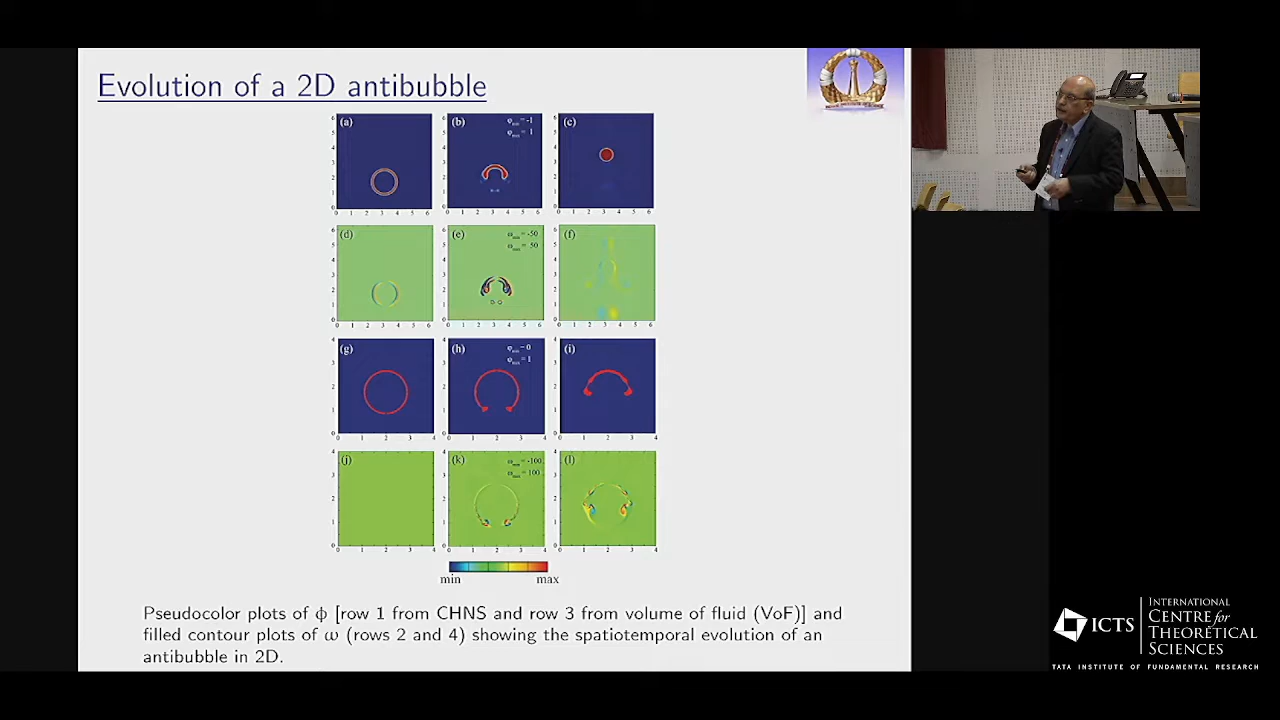 Evolution of a 2D antibubble
(a) (b) (c)
(d) (e) (f)
(g) (h) (i)
(j) (k) (l)
min max
Pseudocolor plots of ϕ [row 1 from CHNS and row 3 from volume of fluid (VoF)] and
filled contour plots of ω (rows 2 and 4) showing the spatiotemporal evolution of an
antibubble in 2D.
ICTS
INTERNATIONAL
CENTRE for
THEORETICAL
SCIENCES
TATA INSTITUTE OF FUNDAMENTAL RESEARCH